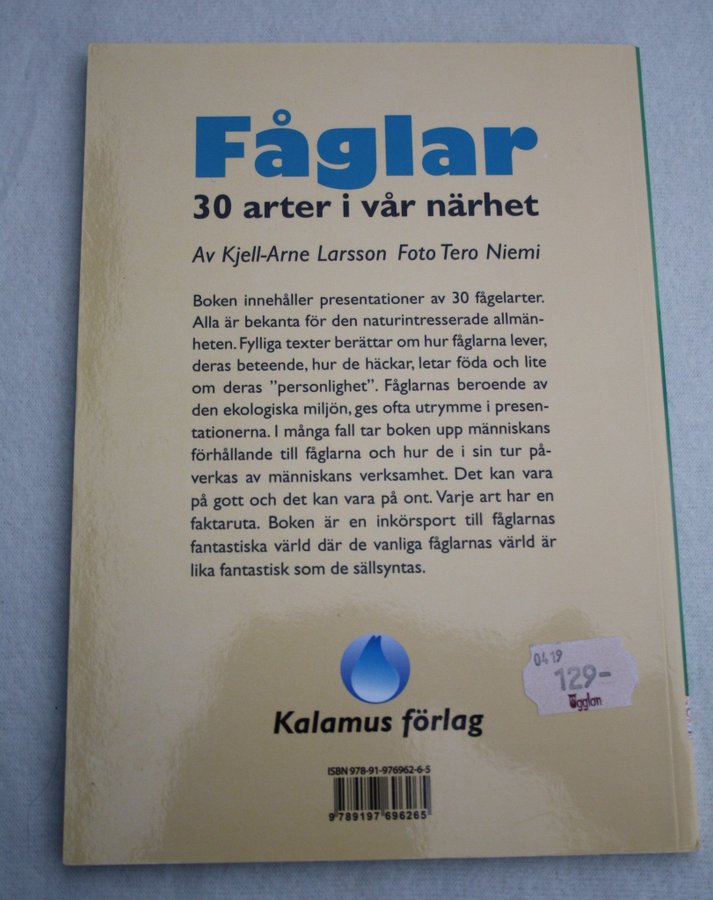 Fåglar
30 arter i vår närhet
Av Kjell-Arne Larsson Foto Tero Niemi
Boken innehåller presentationer av 30 fågelarter.
Alla är bekanta för den naturintresserade allmän-
heten. Fylliga texter berättar om hur fåglarna lever,
deras beteende, hur de häckar, letar föda och lite
om deras ”personlighet”. Fåglarnas beroende av
den ekologiska miljön, ges ofta utrymme i presen-
tationerna. I många fall tar boken upp människans
förhållande till fåglarna och hur de i sin tur på-
verkas av människans verksamhet. Det kan vara
på gott och det kan vara på ont. Varje art har en
faktaruta. Boken är en inkörsport till fåglarnas
fantastiska värld där de vanliga fåglarnas värld är
lika fantastisk som de sällsyntas.
0419
129-
Ugglan
Kalamus förlag
ISBN 978-91-976962-6-5
9 789197 696265